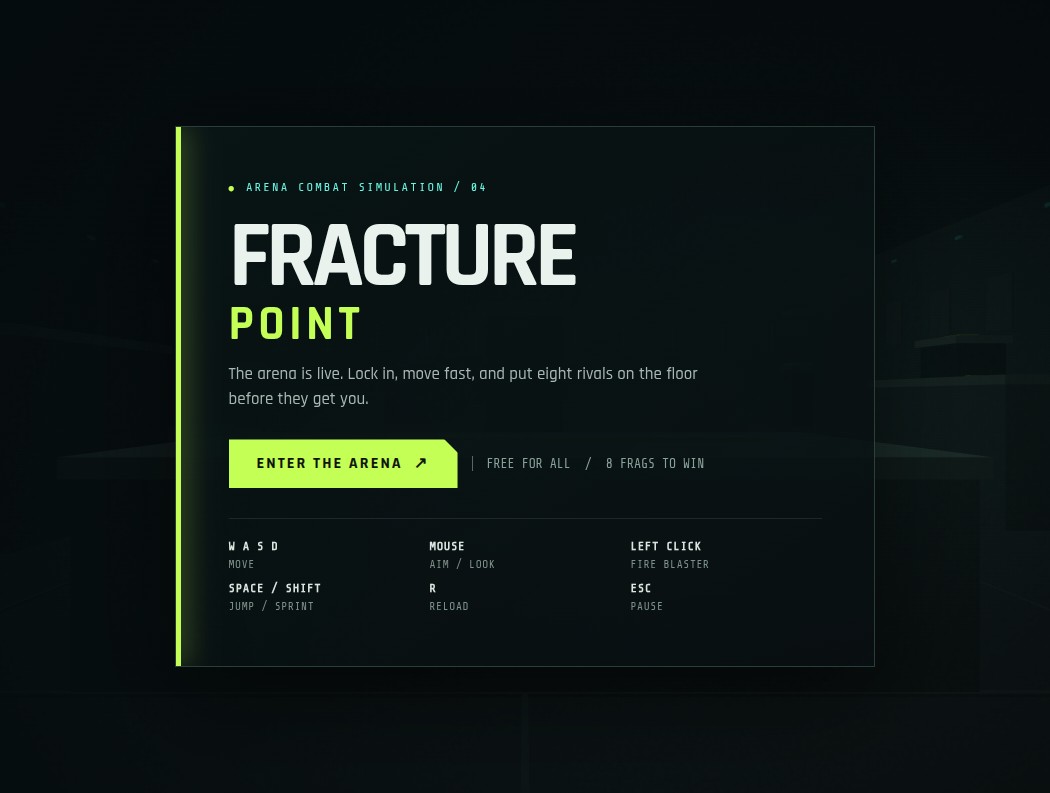 ARENA COMBAT SIMULATION / 04
FRACTURE
POINT
The arena is live. Lock in, move fast, and put eight rivals on the floor
before they get you.
ENTER THE ARENA ↗
FREE FOR ALL / 8 FRAGS TO WIN
W A S D
MOVE
MOUSE
AIM / LOOK
LEFT CLICK
FIRE BLASTER
SPACE / SHIFT
JUMP / SPRINT
R
RELOAD
ESC
PAUSE